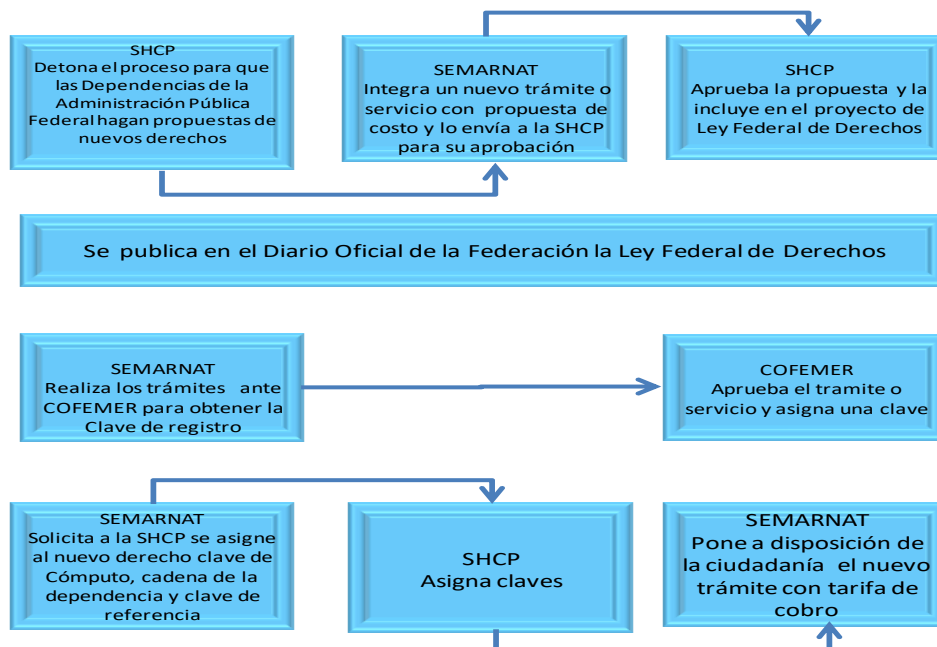 SHCP
Detona el proceso para que
las Dependencias de la
Administración Pública
Federal hagan propuestas de
nuevos derechos
SEMARNAT
Integra un nuevo trámite o
servicio con propuesta de
costo y lo envía a la SHCP
para su aprobación
SHCP
Aprueba la propuesta y la
incluye en el proyecto de
Ley Federal de Derechos
Se publica en el Diario Oficial de la Federación la Ley Federal de Derechos
SEMARNAT
Realiza los trámites ante
COFEMER para obtener la
Clave de registro
COFEMER
Aprueba el tramite o
servicio y asigna una clave
SEMARNAT
Solicita a la SHCP se asigne
al nuevo derecho clave de
Cómputo, cadena de la
dependencia y clave de
referencia
SHCP
Asigna claves
SEMARNAT
Pone a disposición de
la ciudadanía el nuevo
trámite con tarifa de
cobro